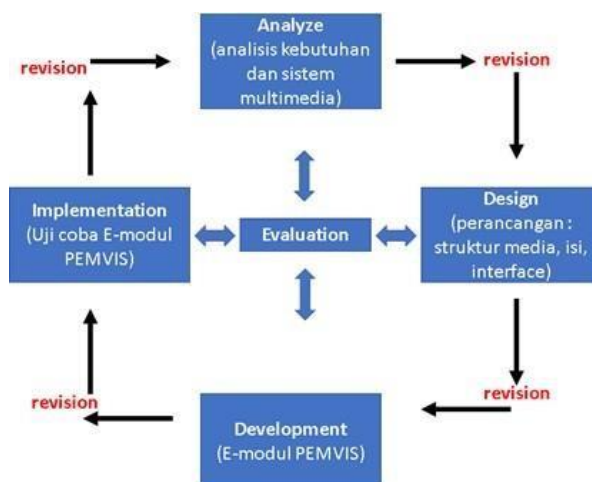 Analyze
(analisis kebutuhan
dan sistem
multimedia)
revision
revision
Implementation
(Uji coba E-modul
PEMVIS)
Evaluation
Design
(perancangan :
struktur media, isi,
interface)
revision
revision
Development
(E-modul PEMVIS)